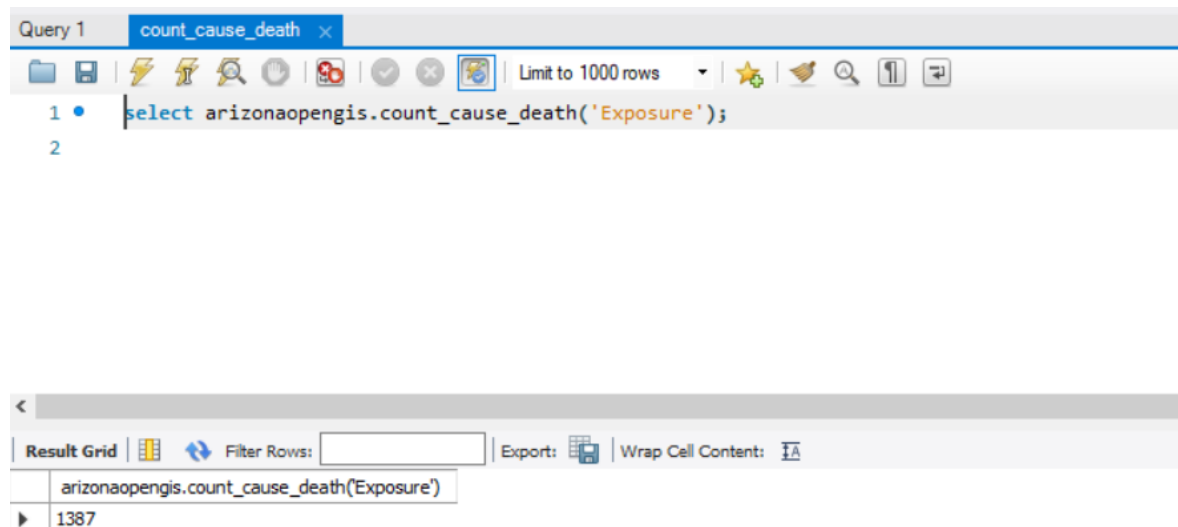 Query 1 count_cause_death ×
Limit to 1000 rows
1 select arizonaopengis.count_cause_death('Exposure');
2
Result Grid Filter Rows: Export: Wrap Cell Content: IA
arizonaopengis.count_cause_death('Exposure')
1387